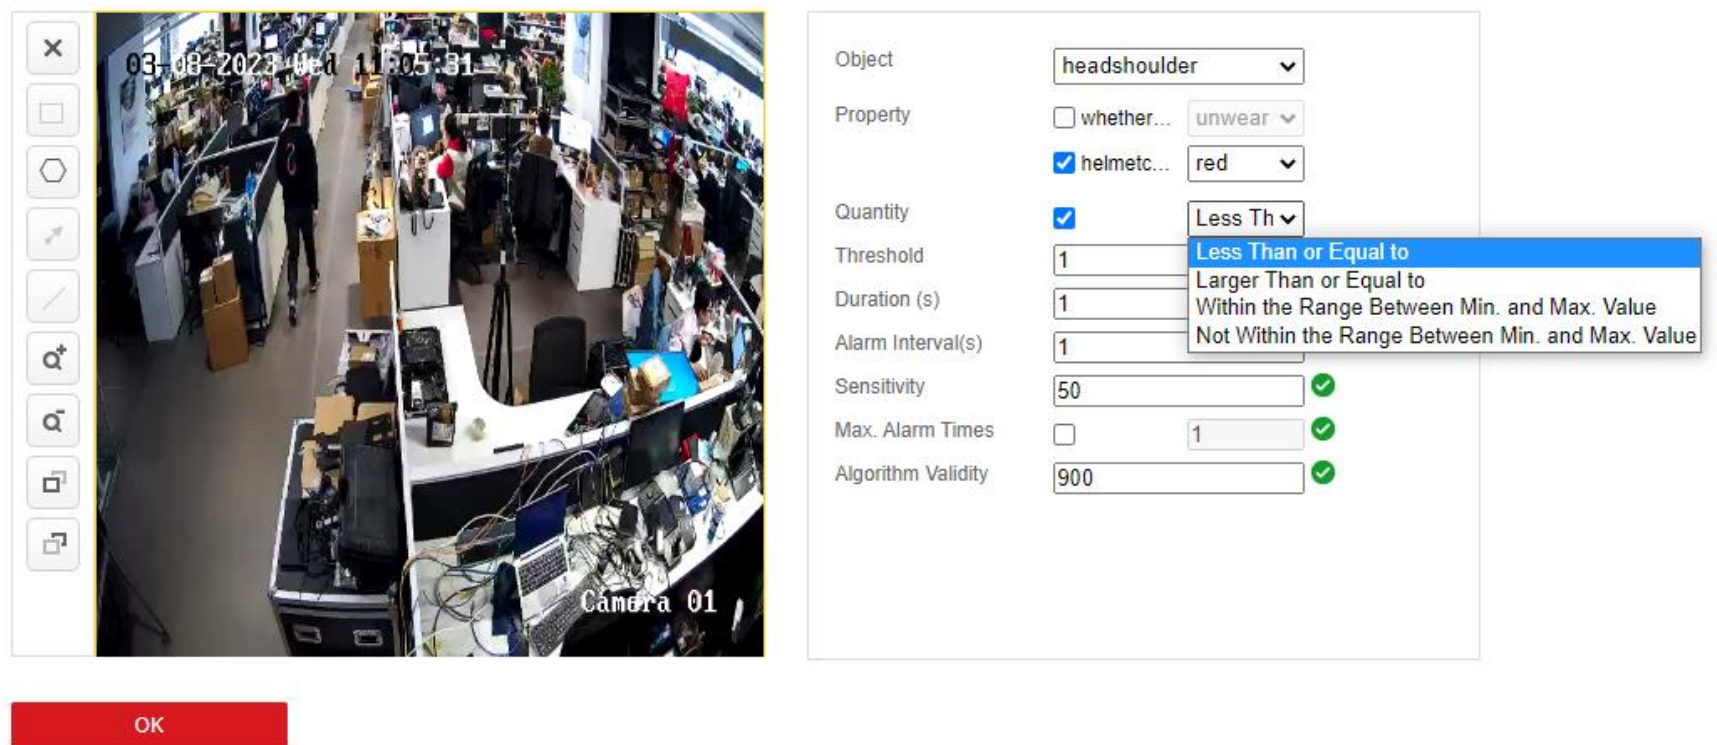 03-08-2023 Wed 11:05:31
Camera 01
Object
headshoulder
Property
whether...
unwear
helmetc...
red
Quantity
Less Th
Less Than or Equal to
Larger Than or Equal to
Within the Range Between Min. and Max. Value
Not Within the Range Between Min. and Max. Value
Threshold
1
Duration (s)
1
Alarm Interval(s)
1
Sensitivity
50
Max. Alarm Times
1
Algorithm Validity
900
OK